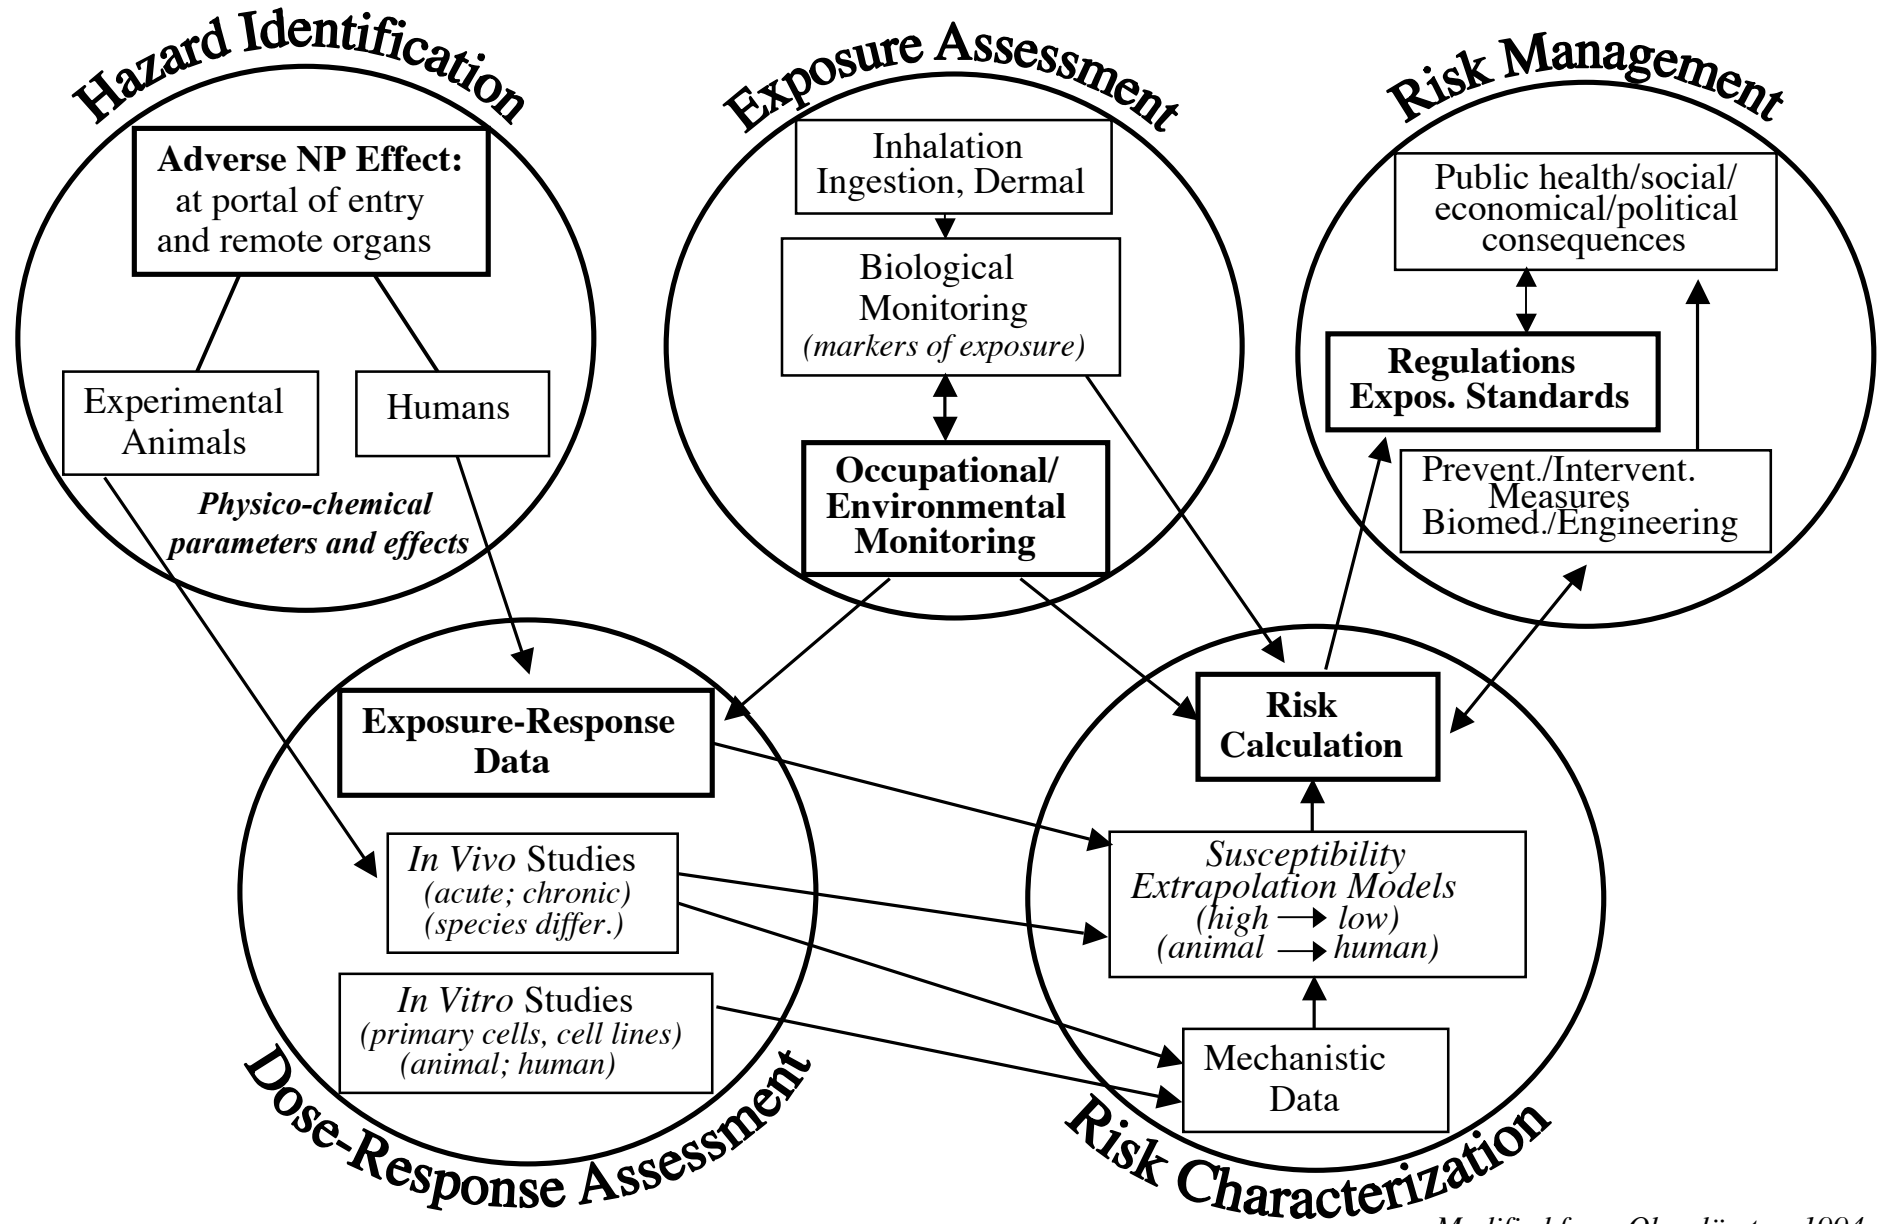 Hazard Identification
Adverse NP Effect:
at portal of entry
and remote organs
Experimental
Animals
Humans
Physico-chemical
parameters and effects
Exposure Assessment
Inhalation
Ingestion, Dermal
Biological
Monitoring
(markers of exposure)
Occupational/
Environmental
Monitoring
Risk Management
Public health/social/
economical/political
consequences
Regulations
Expos. Standards
Prevent./Intervent.
Measures
Biomed./Engineering
Exposure-Response
Data
In Vivo Studies
(acute; chronic)
(species differ.)
In Vitro Studies
(primary cells, cell lines)
(animal; human)
Dose-Response Assessment
Risk
Calculation
Susceptibility
Extrapolation Models
(high → low)
(animal → human)
Mechanistic
Data
Risk Characterization
Modified from Oberdörster, 1994